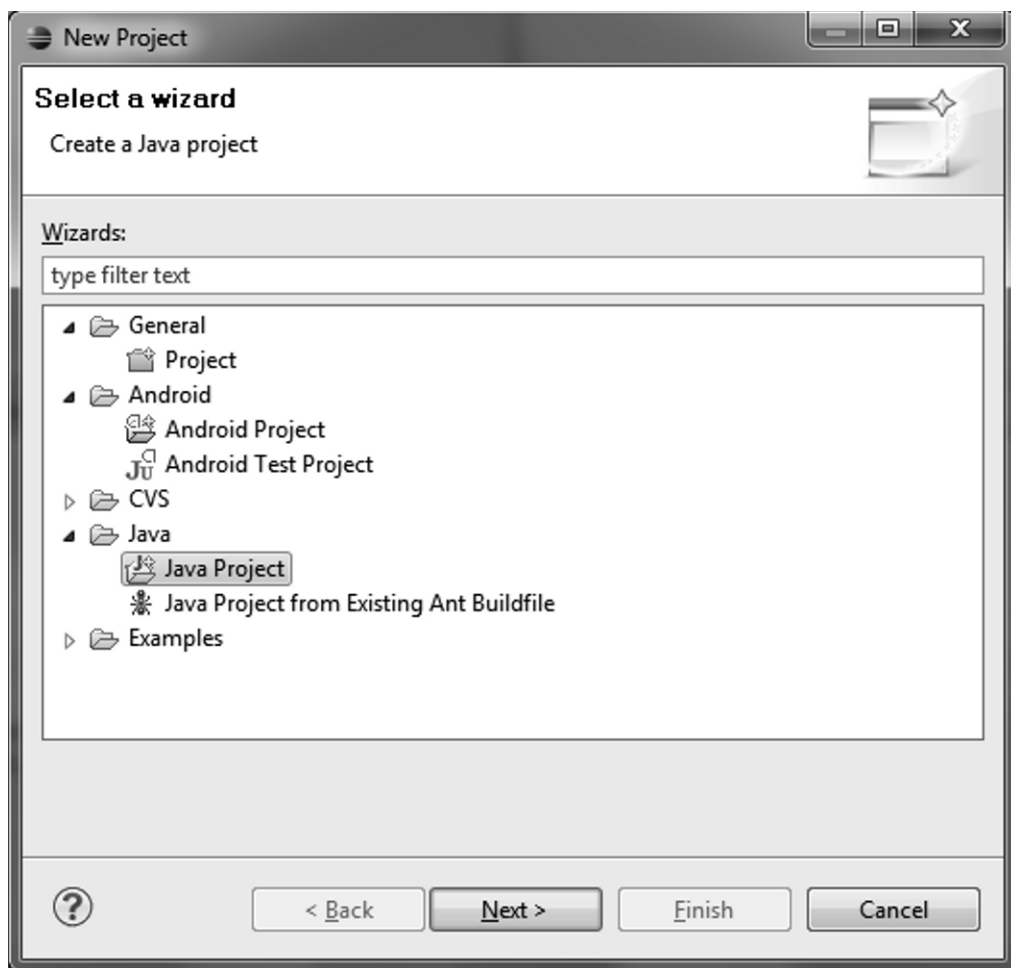 New Project
Select a wizard
Create a Java project
Wizards:
type filter text
General
Project
Android
Android Project
Android Test Project
CVS
Java
Java Project
Java Project from Existing Ant Buildfile
Examples
< Back Next > Finish Cancel